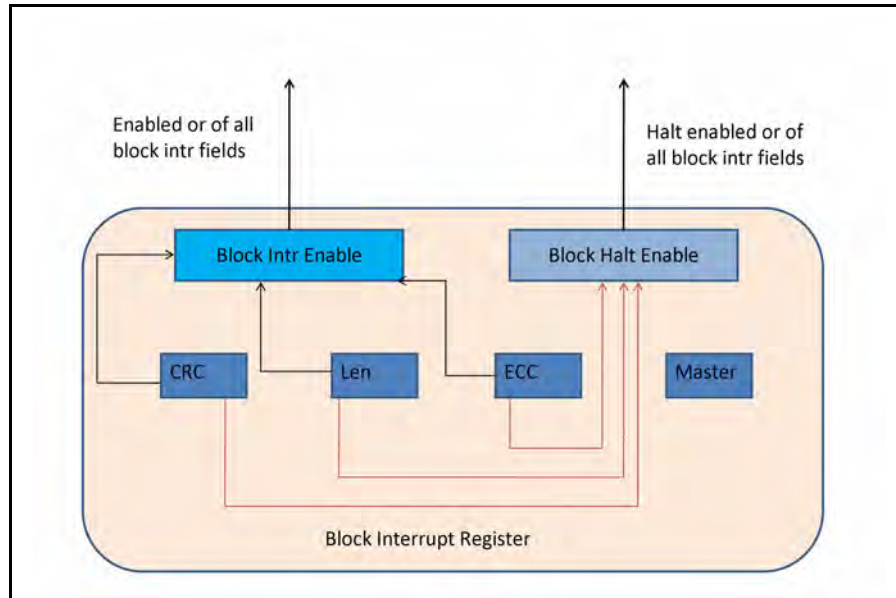 Enabled or of all
block intr fields
Halt enabled or of
all block intr fields
Block Intr Enable
Block Halt Enable
CRC
Len
ECC
Master
Block Interrupt Register